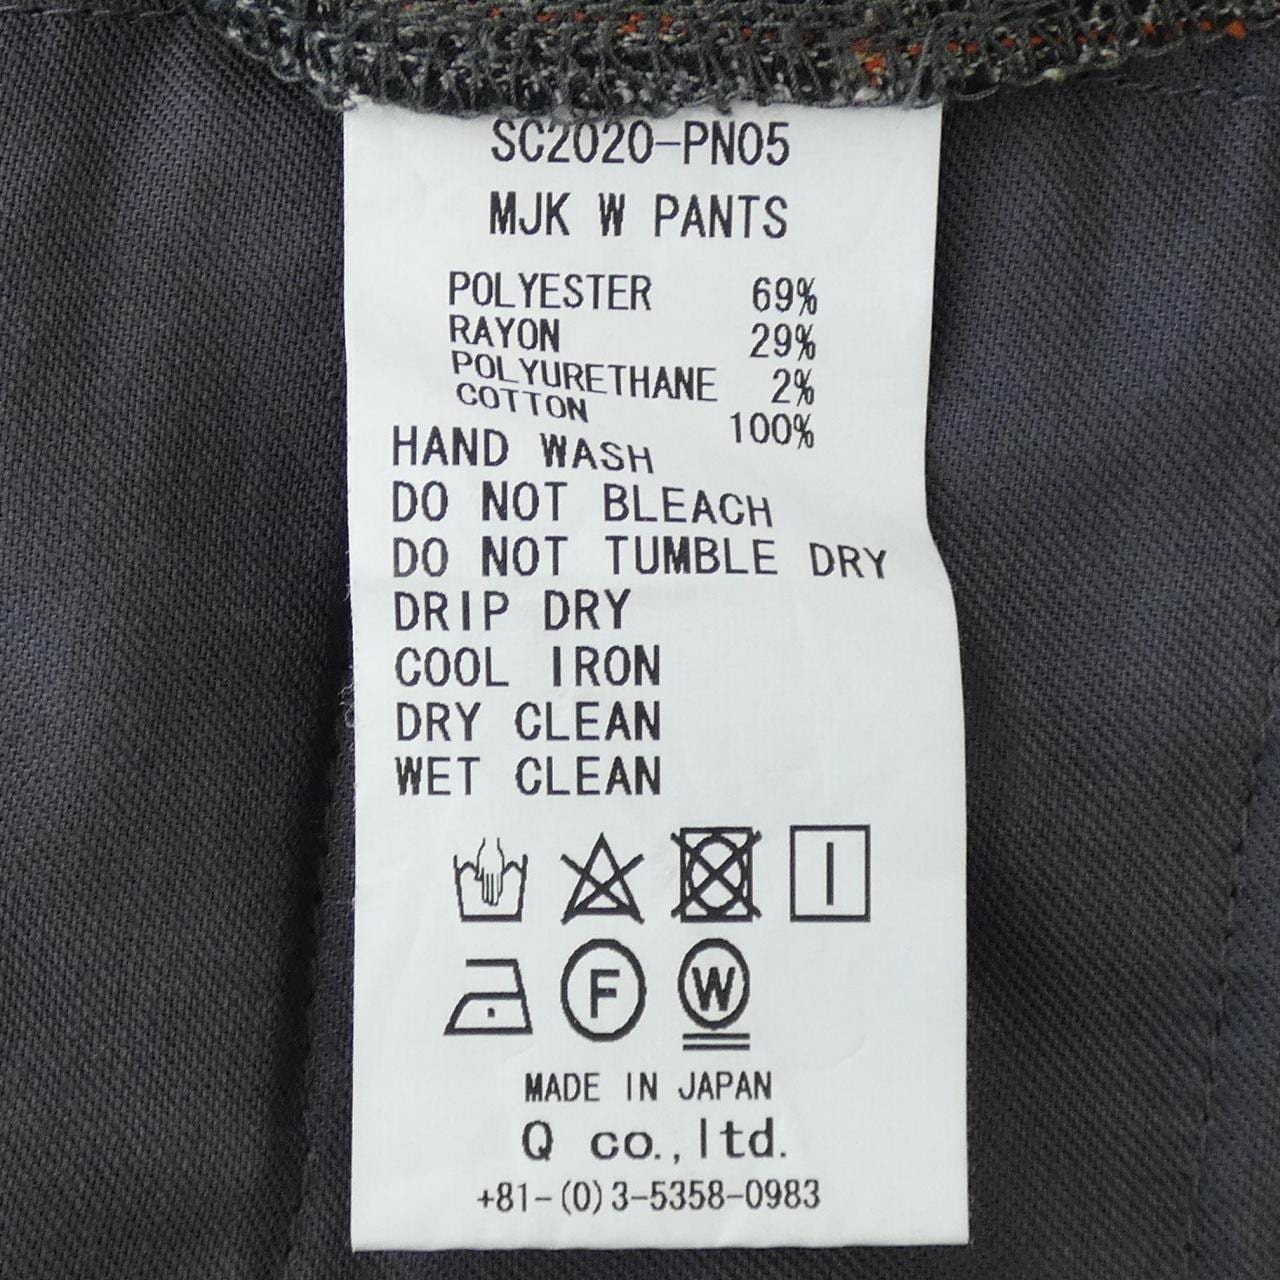 SC2020-PN05
MJK W PANTS
POLYESTER 69%
RAYON 29%
POLYURETHANE 2%
COTTON 100%
HAND WASH
DO NOT BLEACH
DO NOT TUMBLE DRY
DRIP DRY
COOL IRON
DRY CLEAN
WET CLEAN
F W
MADE IN JAPAN
Q co.,ltd.
+81-(0)3-5358-0983